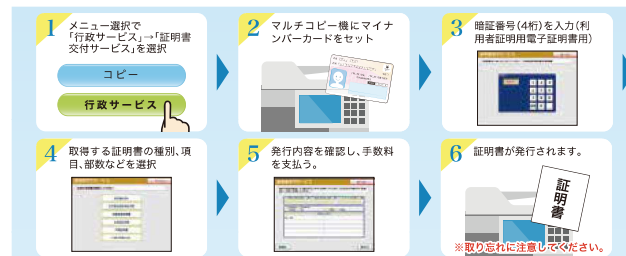 1 メニュー選択で
「行政サービス」→「証明書
交付サービス」を選択
コピー
行政サービス
2 マルチコピー機にマイナ
ンバーカードをセット
3 暗証番号(4桁)を入力(利
用者証明用電子証明書用)
4 取得する証明書の種別、項
目、部数などを選択
5 発行内容を確認し、手数料
を支払う。
6 証明書が発行されます。
証明書
※取り忘れに注意してください。